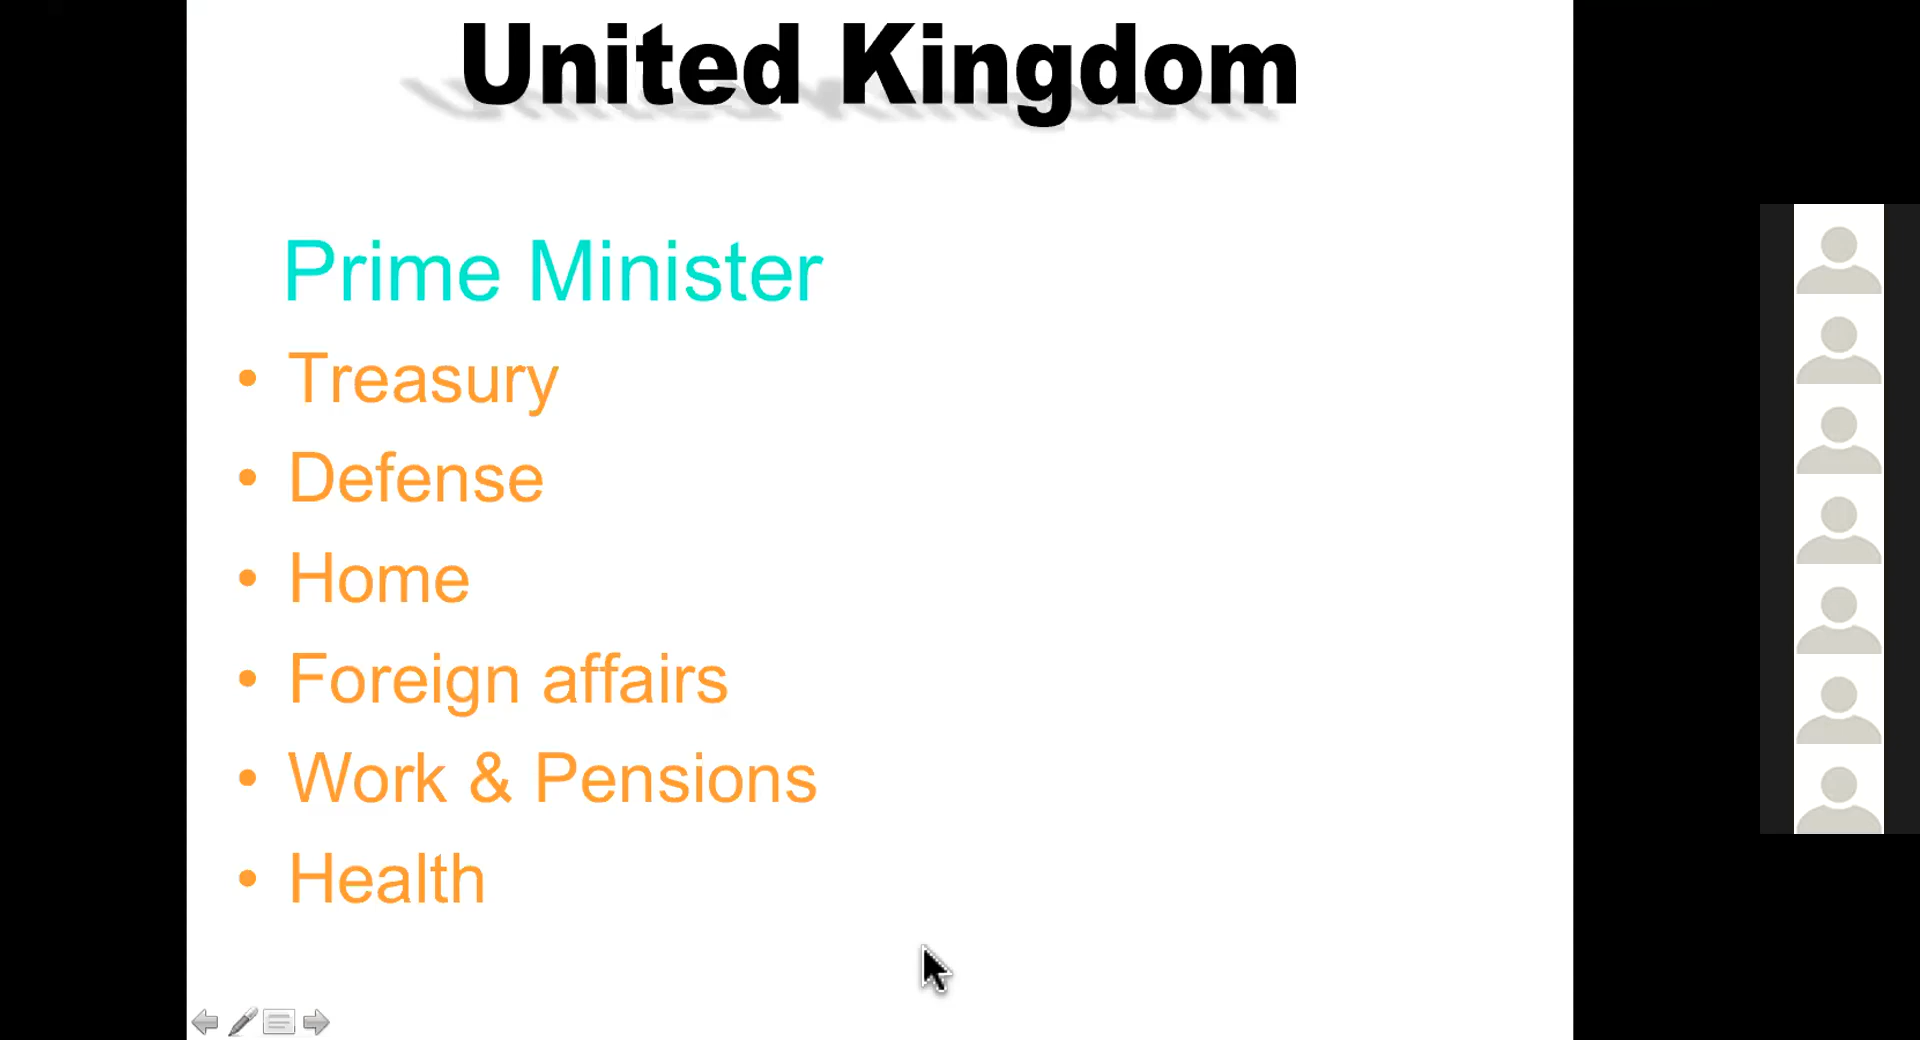 United Kingdom
Prime Minister
• Treasury
• Defense
• Home
• Foreign affairs
• Work & Pensions
• Health